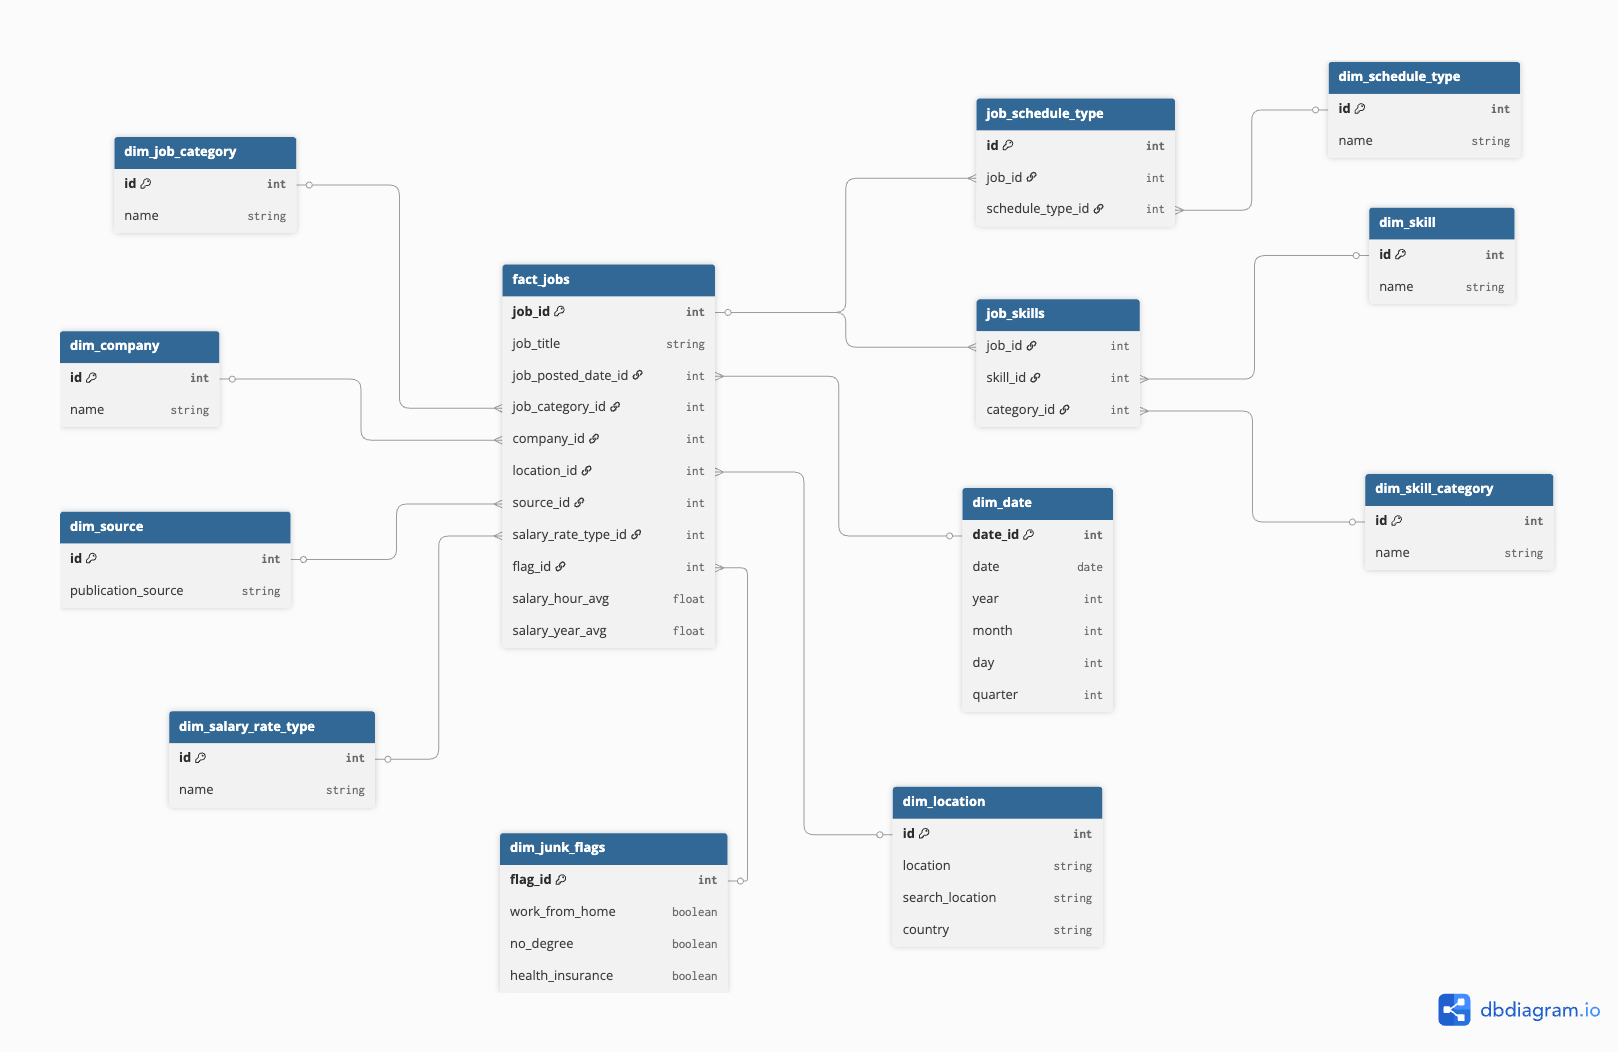 dim_job_category
id int
name string
dim_company
id int
name string
dim_source
id int
publication_source string
dim_salary_rate_type
id int
name string
fact_jobs
job_id int
job_title string
job_posted_date_id int
job_category_id int
company_id int
location_id int
source_id int
salary_rate_type_id int
flag_id int
salary_hour_avg float
salary_year_avg float
dim_junk_flags
flag_id int
work_from_home boolean
no_degree boolean
health_insurance boolean
job_schedule_type
id int
job_id int
schedule_type_id int
job_skills
job_id int
skill_id int
category_id int
dim_date
date_id int
date date
year int
month int
day int
quarter int
dim_location
id int
location string
search_location string
country string
dim_schedule_type
id int
name string
dim_skill
id int
name string
dim_skill_category
id int
name string
dbdiagram.io